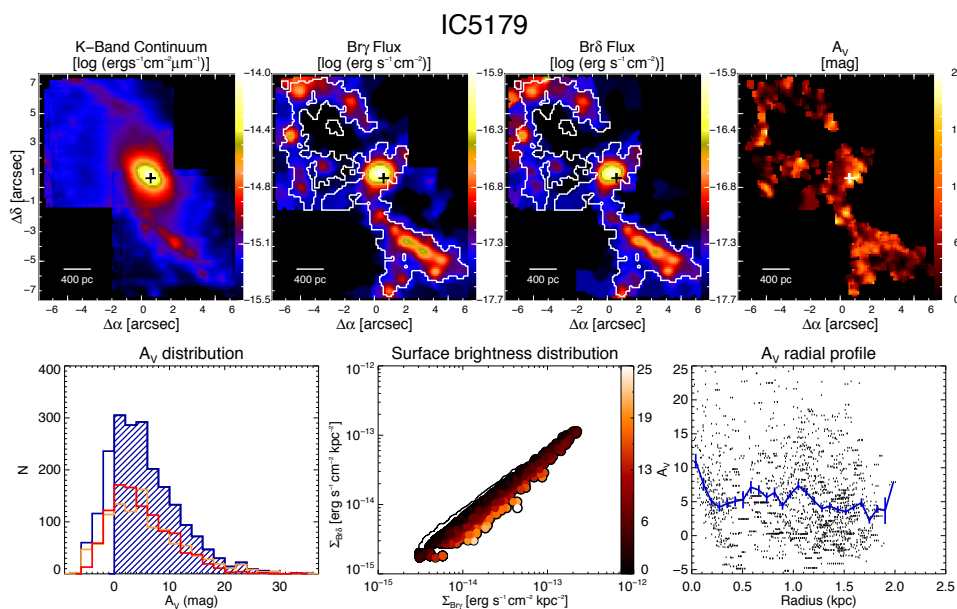 IC5179
K-Band Continuum
[log (ergs⁻¹cm⁻²μm⁻¹)]
Brγ Flux
[log (erg s⁻¹cm⁻²)]
Brδ Flux
[log (erg s⁻¹cm⁻²)]
A_V
[mag]
Δδ [arcsec]
7
5
3
1
-1
-3
-5
-7
400 pc
-6 -4 -2 0 2 4 6
Δα [arcsec]
-14.0
-14.4
-14.8
-15.1
-15.5
400 pc
-6 -4 -2 0 2 4 6
Δα [arcsec]
-15.9
-16.3
-16.8
-17.3
-17.7
400 pc
-6 -4 -2 0 2 4 6
Δα [arcsec]
-15.9
-16.3
-16.8
-17.3
-17.7
400 pc
-6 -4 -2 0 2 4 6
Δα [arcsec]
2
1
1
0
A_V distribution
N
400
300
200
100
0
0 10 20 30
A_V (mag)
Surface brightness distribution
Σ_Brδ [erg s⁻¹ cm⁻² kpc⁻²]
10⁻¹²
10⁻¹³
10⁻¹⁴
10⁻¹⁵
10⁻¹⁵ 10⁻¹⁴ 10⁻¹³ 10⁻¹²
Σ_Brγ [erg s⁻¹ cm⁻² kpc⁻²]
25
19
13
6
0
A_V radial profile
A_V
25
20
15
10
5
0
-5
0.0 0.5 1.0 1.5 2.0 2.5
Radius (kpc)